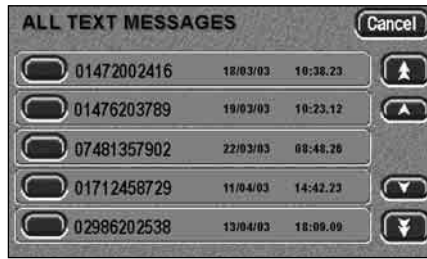 ALL TEXT MESSAGES Cancel
01472002416 18/03/03 10:38.23
01476203789 19/03/03 10:23.12
07481357902 22/03/03 08:48.26
01712458729 11/04/03 14:42.23
02986202538 13/04/03 18:09.09